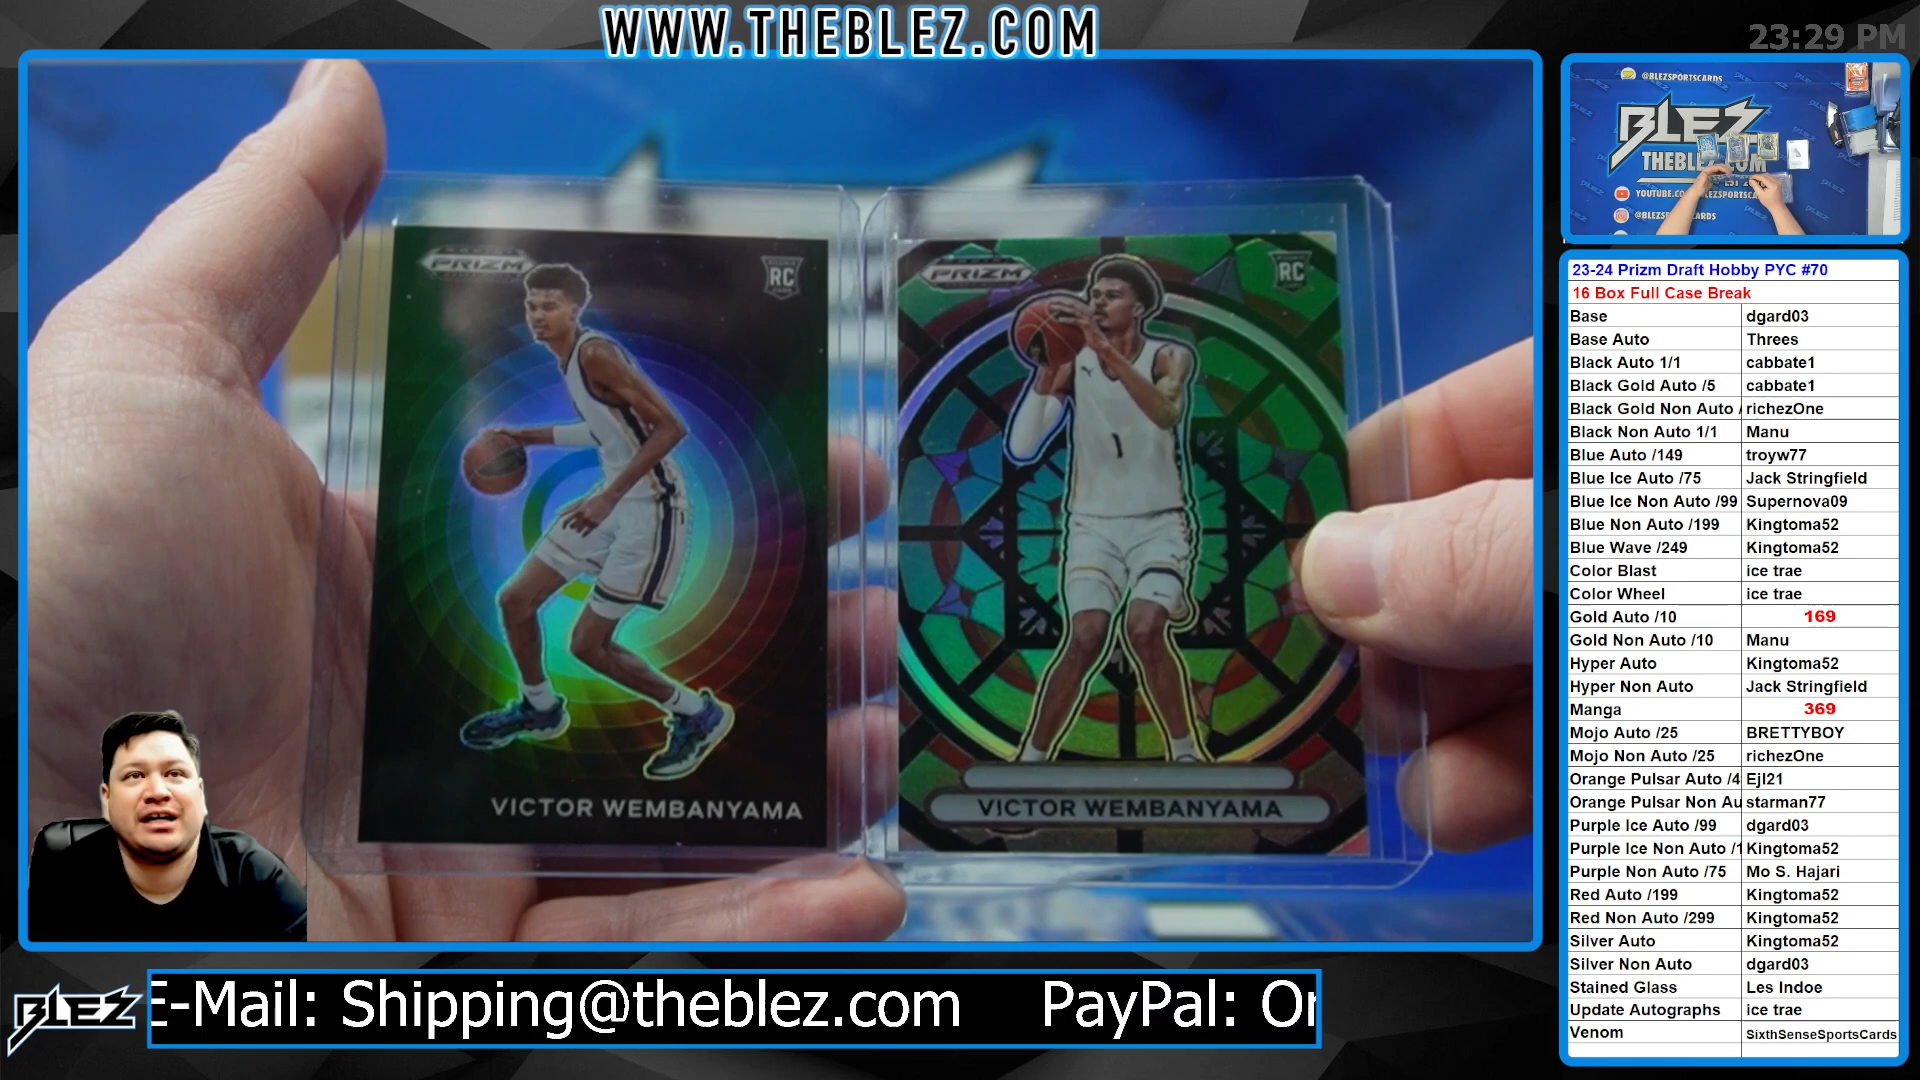 WWW.THEBLEZ.COM
23:29 PM
PRIZM
RC
VICTOR WEMBANYAMA
PRIZM
RC
1
VICTOR WEMBANYAMA
@BLEZSPORTSCARDS
BLEZ
THEBLEZ.COM
23-24 Prizm Draft Hobby PYC #70
16 Box Full Case Break
Base dgard03
Base Auto Threes
Black Auto 1/1 cabbate1
Black Gold Auto /5 cabbate1
Black Gold Non Auto / richezOne
Black Non Auto 1/1 Manu
Blue Auto /149 troyw77
Blue Ice Auto /75 Jack Stringfield
Blue Ice Non Auto /99 Supernova09
Blue Non Auto /199 Kingtoma52
Blue Wave /249 Kingtoma52
Color Blast ice trae
Color Wheel ice trae
Gold Auto /10 169
Gold Non Auto /10 Manu
Hyper Auto Kingtoma52
Hyper Non Auto Jack Stringfield
Manga 369
Mojo Auto /25 BRETTYBOY
Mojo Non Auto /25 richezOne
Orange Pulsar Auto /4 Ejl21
Orange Pulsar Non Au starman77
Purple Ice Auto /99 dgard03
Purple Ice Non Auto /1 Kingtoma52
Purple Non Auto /75 Mo S. Hajari
Red Auto /199 Kingtoma52
Red Non Auto /299 Kingtoma52
Silver Auto Kingtoma52
Silver Non Auto dgard03
Stained Glass Les Indoe
Update Autographs ice trae
Venom SixthSenseSportsCards
BLEZ
E-Mail: Shipping@theblez.com PayPal: Or